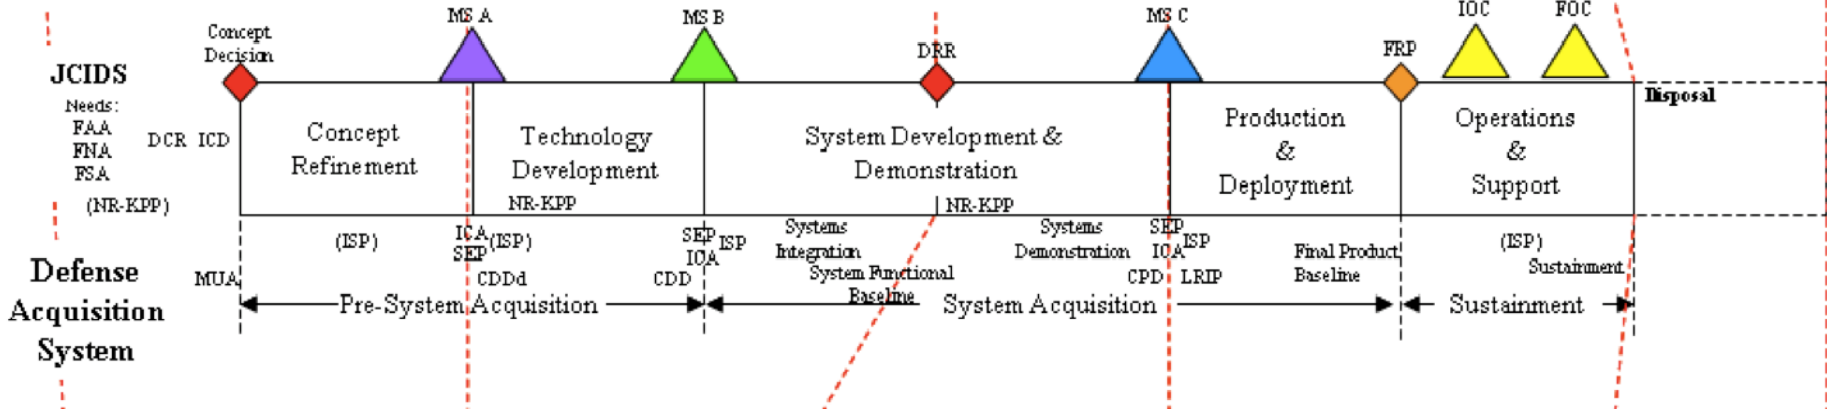 MS A
MS B
MS C
IOC
FOC
Concept
Decision
DRR
FRP
JCIDS
Needs:
FAA
FNA
FSA
(NR-KPP)
DCR ICD
Concept
Refinement
Technology
Development
NR-KPP
System Development &
Demonstration
NR-KPP
Production
&
Deployment
Operations
&
Support
Disposal
Defense
Acquisition
System
MUA
(ISP)
ICA
SEP
(ISP)
CDDd
SEP
ICA
ISP
CDD
Systems
Integration
System Functional
Baseline
Systems
Demonstration
SEP
ICA
ISP
CPD
LRIP
Final Product
Baseline
(ISP)
Sustainment
Pre-System Acquisition
System Acquisition
Sustainment